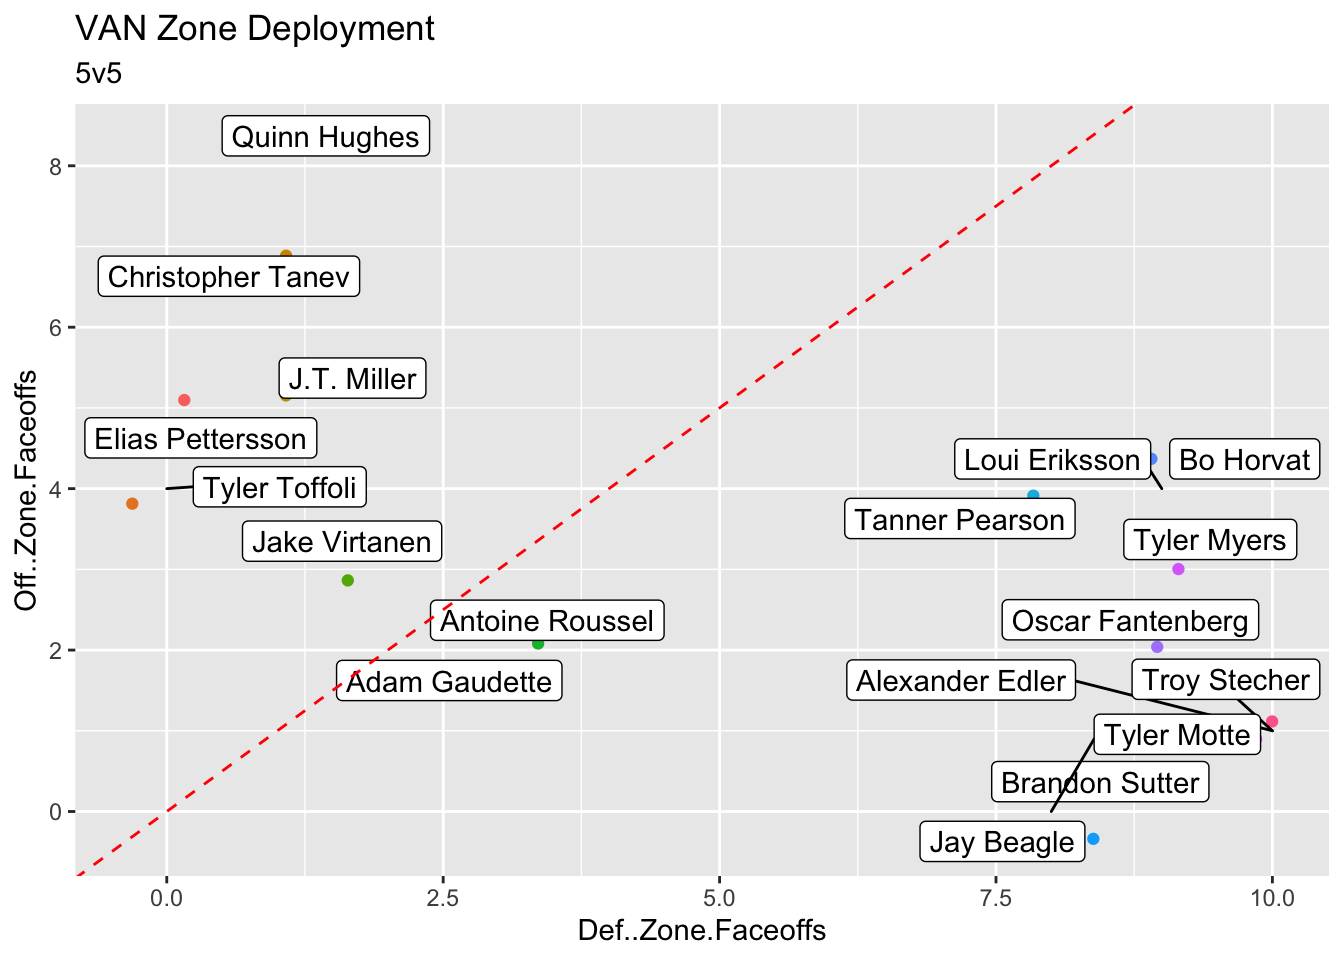 VAN Zone Deployment
5v5
Quinn Hughes
Christopher Tanev
J.T. Miller
Elias Pettersson
Tyler Toffoli
Jake Virtanen
Antoine Roussel
Adam Gaudette
Loui Eriksson
Bo Horvat
Tanner Pearson
Tyler Myers
Oscar Fantenberg
Alexander Edler
Troy Stecher
Tyler Motte
Brandon Sutter
Jay Beagle
Off..Zone.Faceoffs
8
6
4
2
0
0.0 2.5 5.0 7.5 10.0
Def..Zone.Faceoffs